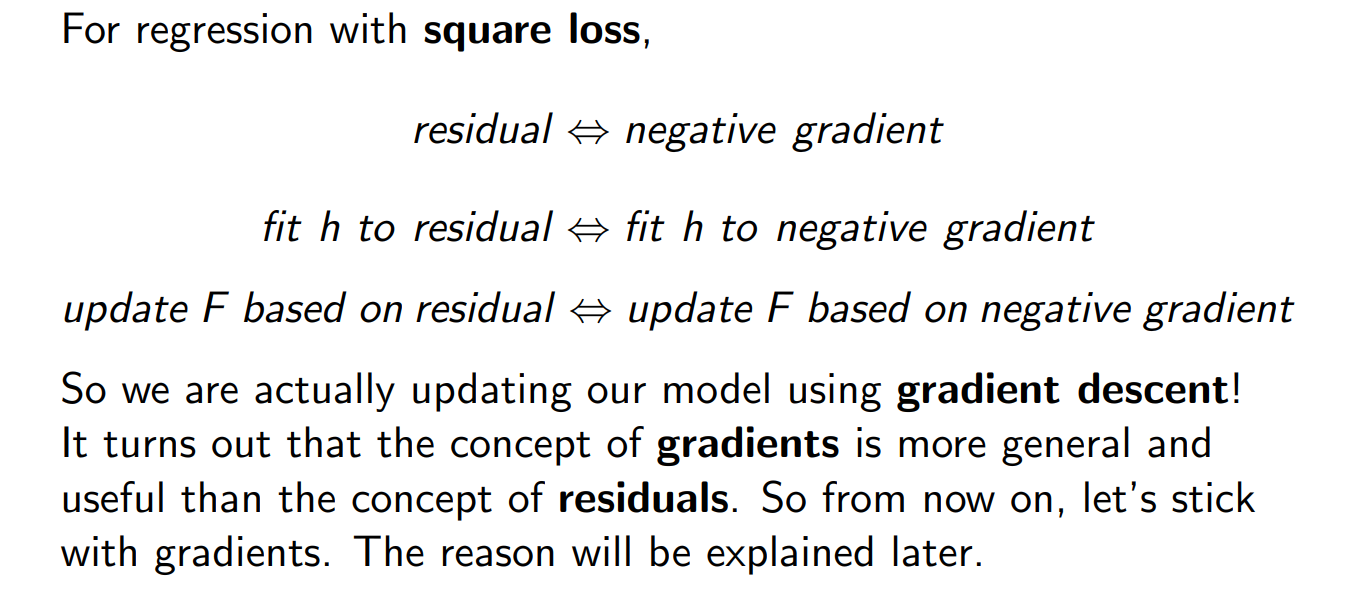 For regression with square loss,
residual ⇔ negative gradient
fit h to residual ⇔ fit h to negative gradient
update F based on residual ⇔ update F based on negative gradient
So we are actually updating our model using gradient descent!
It turns out that the concept of gradients is more general and
useful than the concept of residuals. So from now on, let's stick
with gradients. The reason will be explained later.